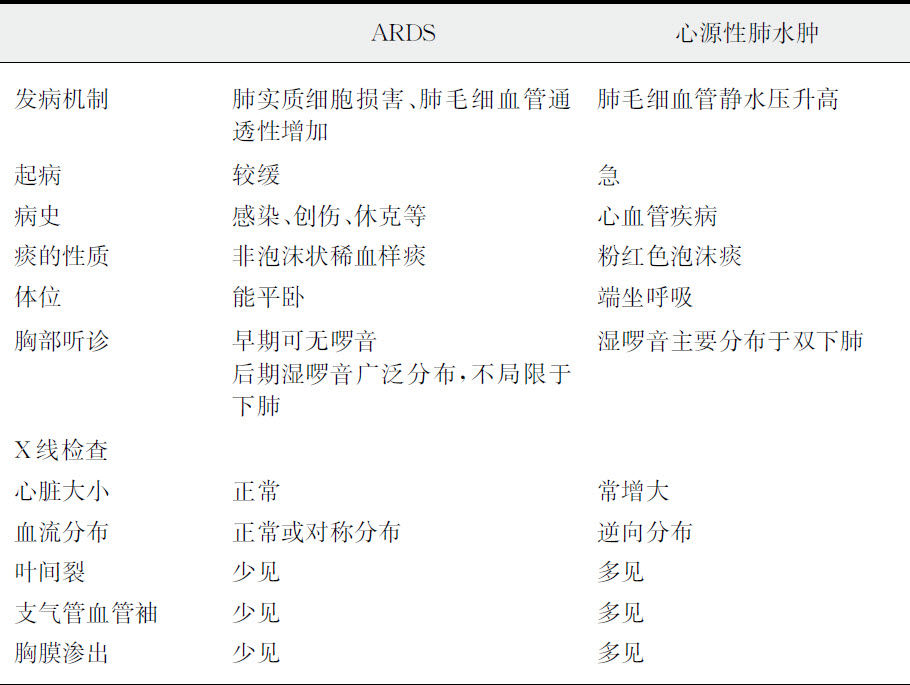 ARDS 心源性肺水肿
发病机制 肺实质细胞损害、肺毛细血管通 肺毛细血管静水压升高
透性增加
起病 较缓 急
病史 感染、创伤、休克等 心血管疾病
痰的性质 非泡沫状稀血样痰 粉红色泡沫痰
体位 能平卧 端坐呼吸
胸部听诊 早期可无啰音 湿啰音主要分布于双下肺
后期湿啰音广泛分布,不局限于
下肺
X线检查
心脏大小 正常 常增大
血流分布 正常或对称分布 逆向分布
叶间裂 少见 多见
支气管血管袖 少见 多见
胸膜渗出 少见 多见